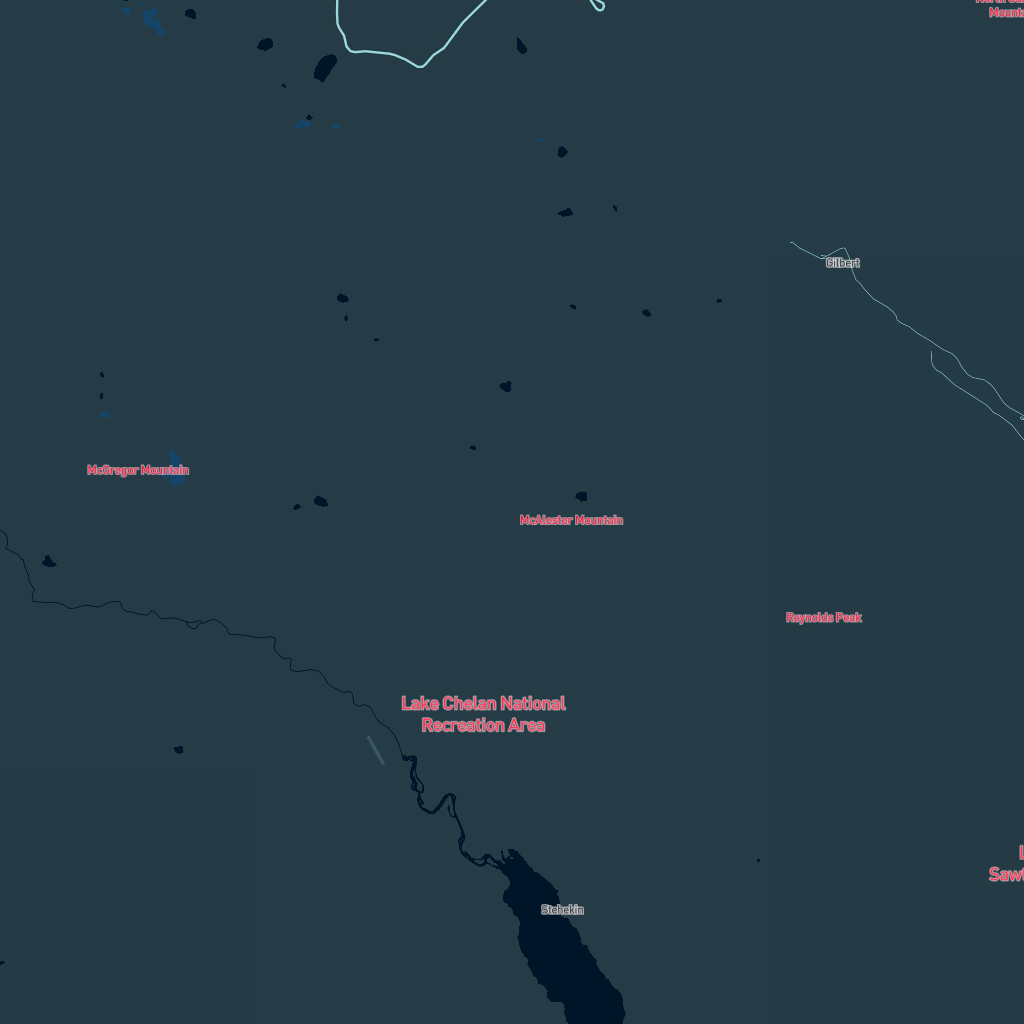 Gilbert
McGregor Mountain
McAlester Mountain
Reynolds Peak
Lake Chelan National
Recreation Area
Stehekin